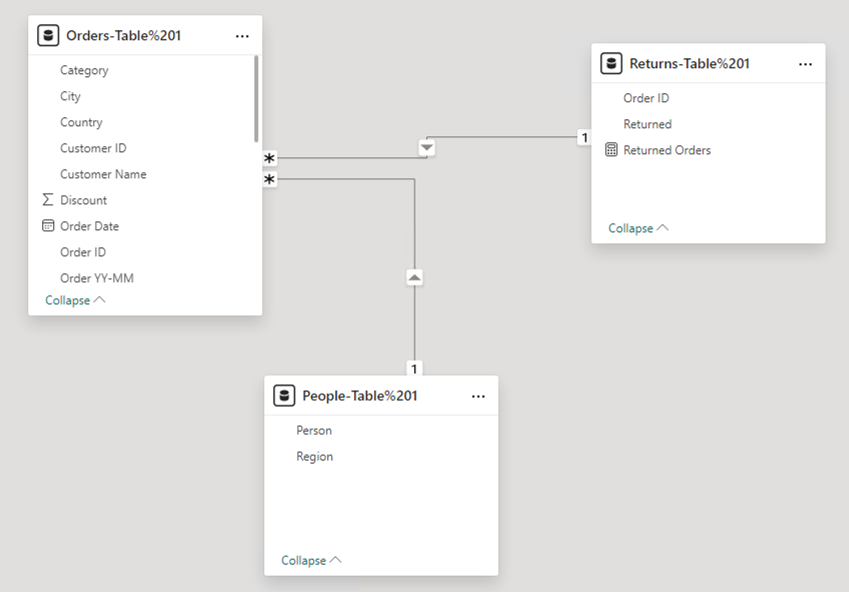 Orders-Table%201 ...
Category
City
Country
Customer ID
Customer Name
Σ Discount
Order Date
Order ID
Order YY-MM
Collapse
*
*
1
Returns-Table%201 ...
Order ID
Returned
Returned Orders
Collapse
1
People-Table%201 ...
Person
Region
Collapse